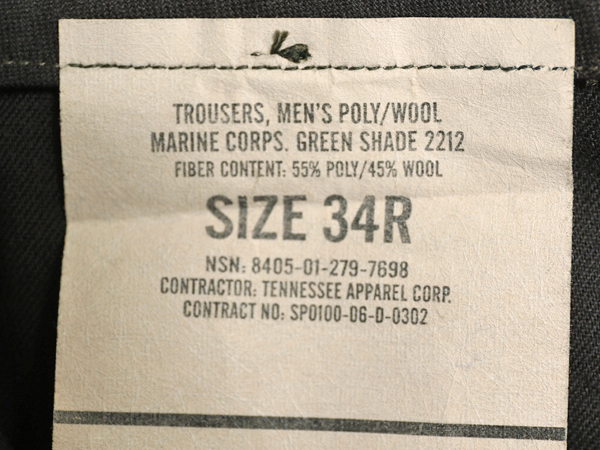 TROUSERS, MEN'S POLY/WOOL
MARINE CORPS. GREEN SHADE 2212
FIBER CONTENT: 55% POLY/45% WOOL
SIZE 34R
NSN: 8405-01-279-7698
CONTRACTOR: TENNESSEE APPAREL CORP.
CONTRACT NO: SPO100-06-D-0302